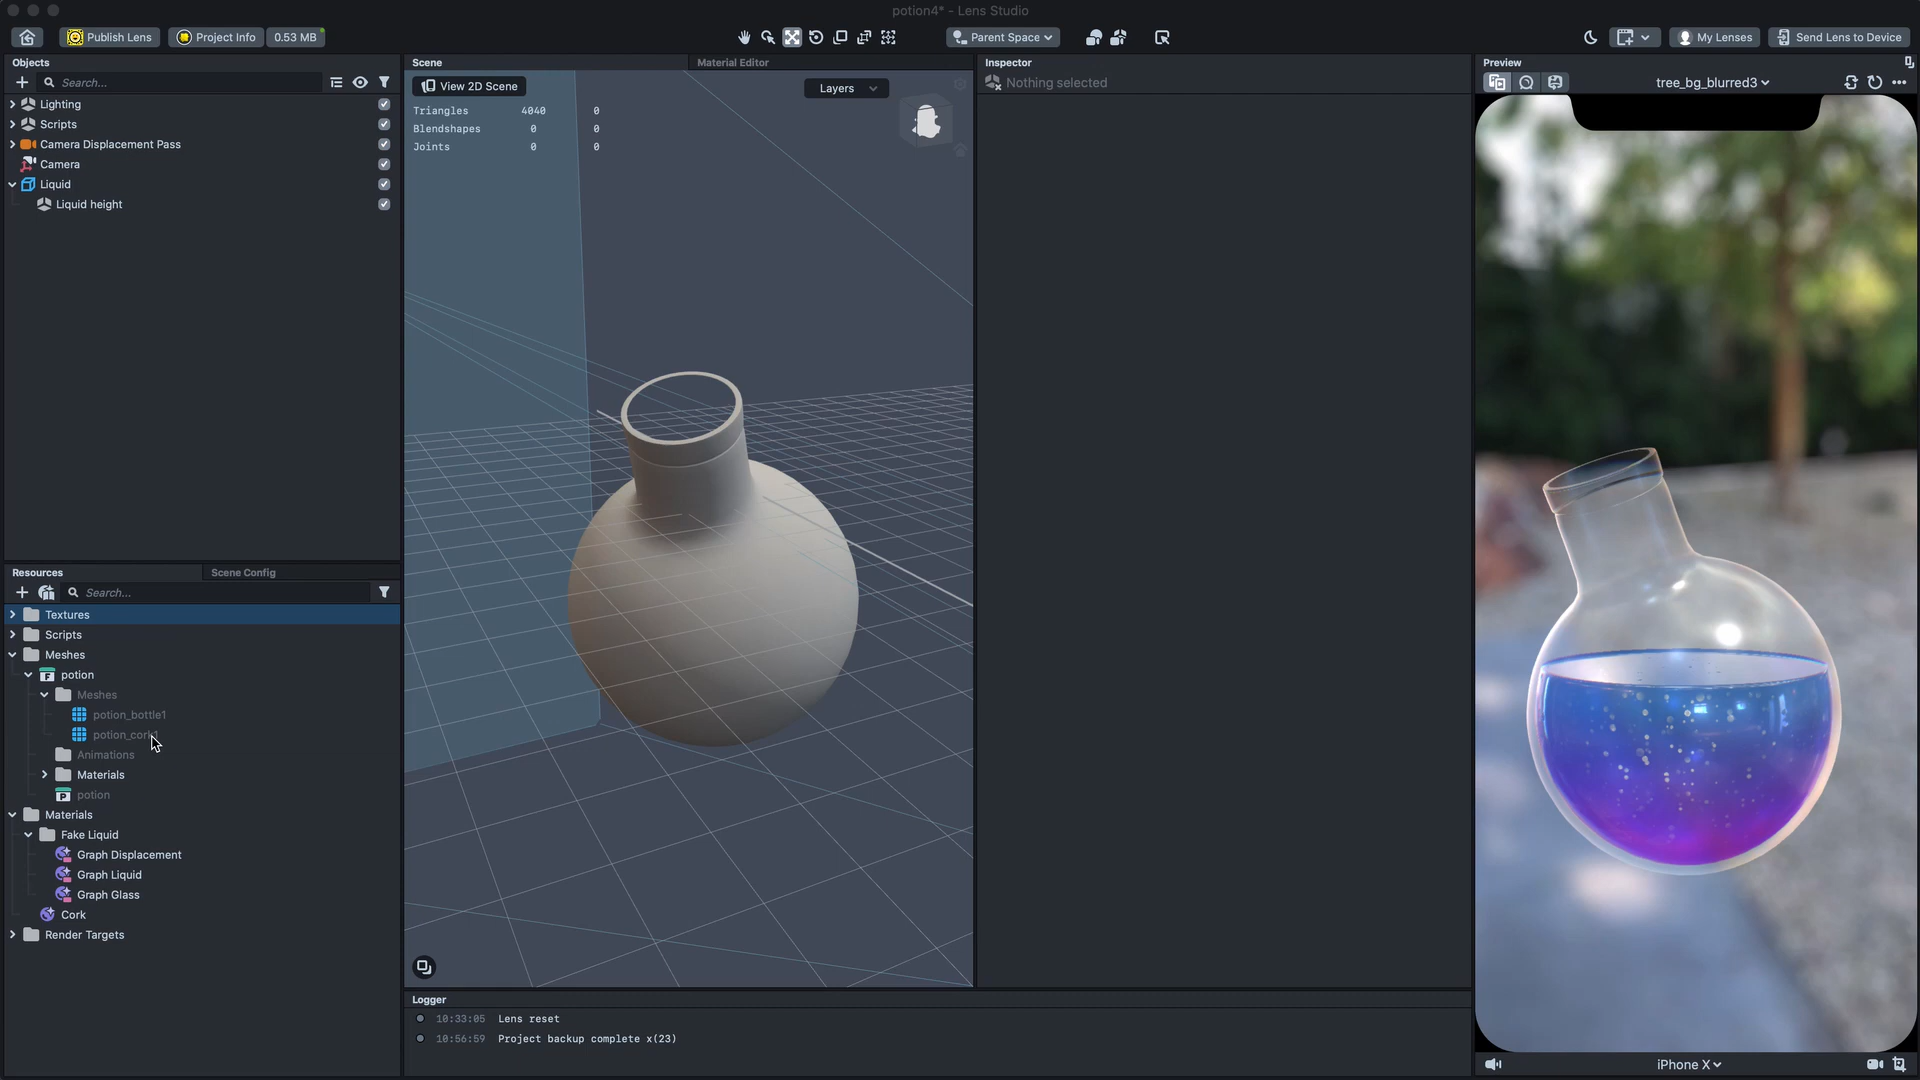 potion4* - Lens Studio
Publish Lens
Project Info
0.53 MB
Parent Space
My Lenses
Send Lens to Device
Objects
Search...
Lighting
Scripts
Camera Displacement Pass
Camera
Liquid
Liquid height
Resources
Scene Config
Search...
Textures
Scripts
Meshes
potion
Meshes
potion_bottle1
potion_cork1
Animations
Materials
potion
Materials
Fake Liquid
Graph Displacement
Graph Liquid
Graph Glass
Cork
Render Targets
Scene
Material Editor
View 2D Scene
Layers
Triangles 4040 0
Blendshapes 0 0
Joints 0 0
Logger
10:33:05 Lens reset
10:56:59 Project backup complete x(23)
Inspector
Nothing selected
Preview
tree_bg_blurred3
iPhone X